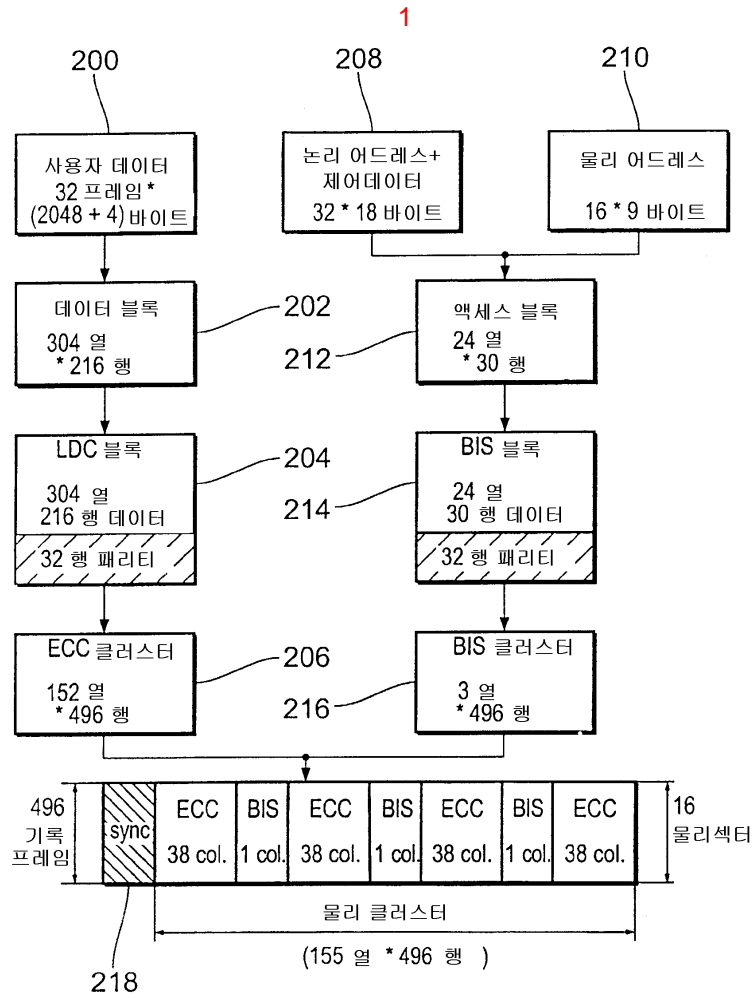 1
200
208
210
사용자 데이터
32 프레임*
(2048 + 4) 바이트
논리 어드레스+
제어데이터
32 * 18 바이트
물리 어드레스
16 * 9 바이트
데이터 블록
304 열
* 216 행
202
212
액세스 블록
24 열
* 30 행
LDC 블록
304 열
216 행 데이터
32 행 패리티
204
214
BIS 블록
24 열
30 행 데이터
32 행 패리티
ECC 클러스터
152 열
* 496 행
206
216
BIS 클러스터
3 열
* 496 행
496
기록
프레임
sync
ECC
38 col.
BIS
1 col.
ECC
38 col.
BIS
1 col.
ECC
38 col.
BIS
1 col.
ECC
38 col.
16
물리섹터
물리 클러스터
(155 열 * 496 행 )
218